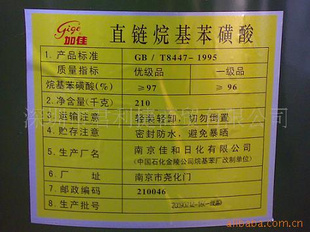 Gige
加佳
直链烷基苯磺酸
1. 产品标准 GB / T8447-1995
质量指标 优级品 一级品
烷基苯磺酸(%) ≥97 ≥ 96
2. 净含量(千克) 210
3. 运输注意 轻装轻卸、切勿倒置
4. 贮存注意 密封防水、避免暴晒
5. 生产厂名 南京佳和日化有限公司
(中国石化金陵公司烷基苯厂改制单位)
6. 厂 址 南京市尧化门
7. 邮政编码 210046
8. 生产批号